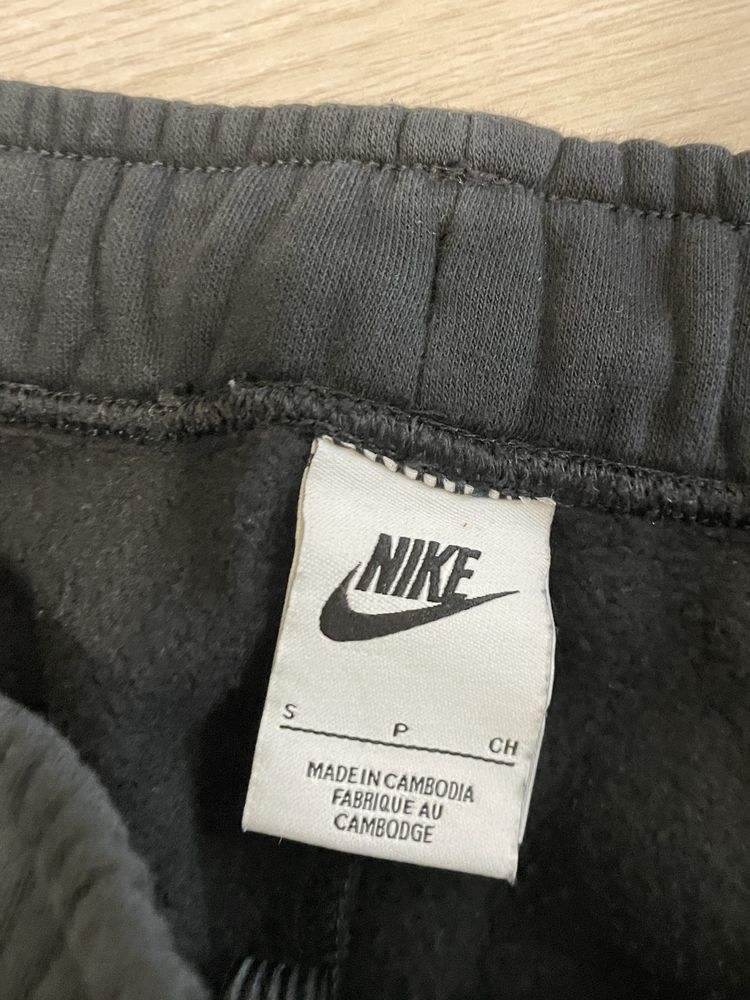 NIKE
S P CH
MADE IN CAMBODIA
FABRIQUE AU
CAMBODGE